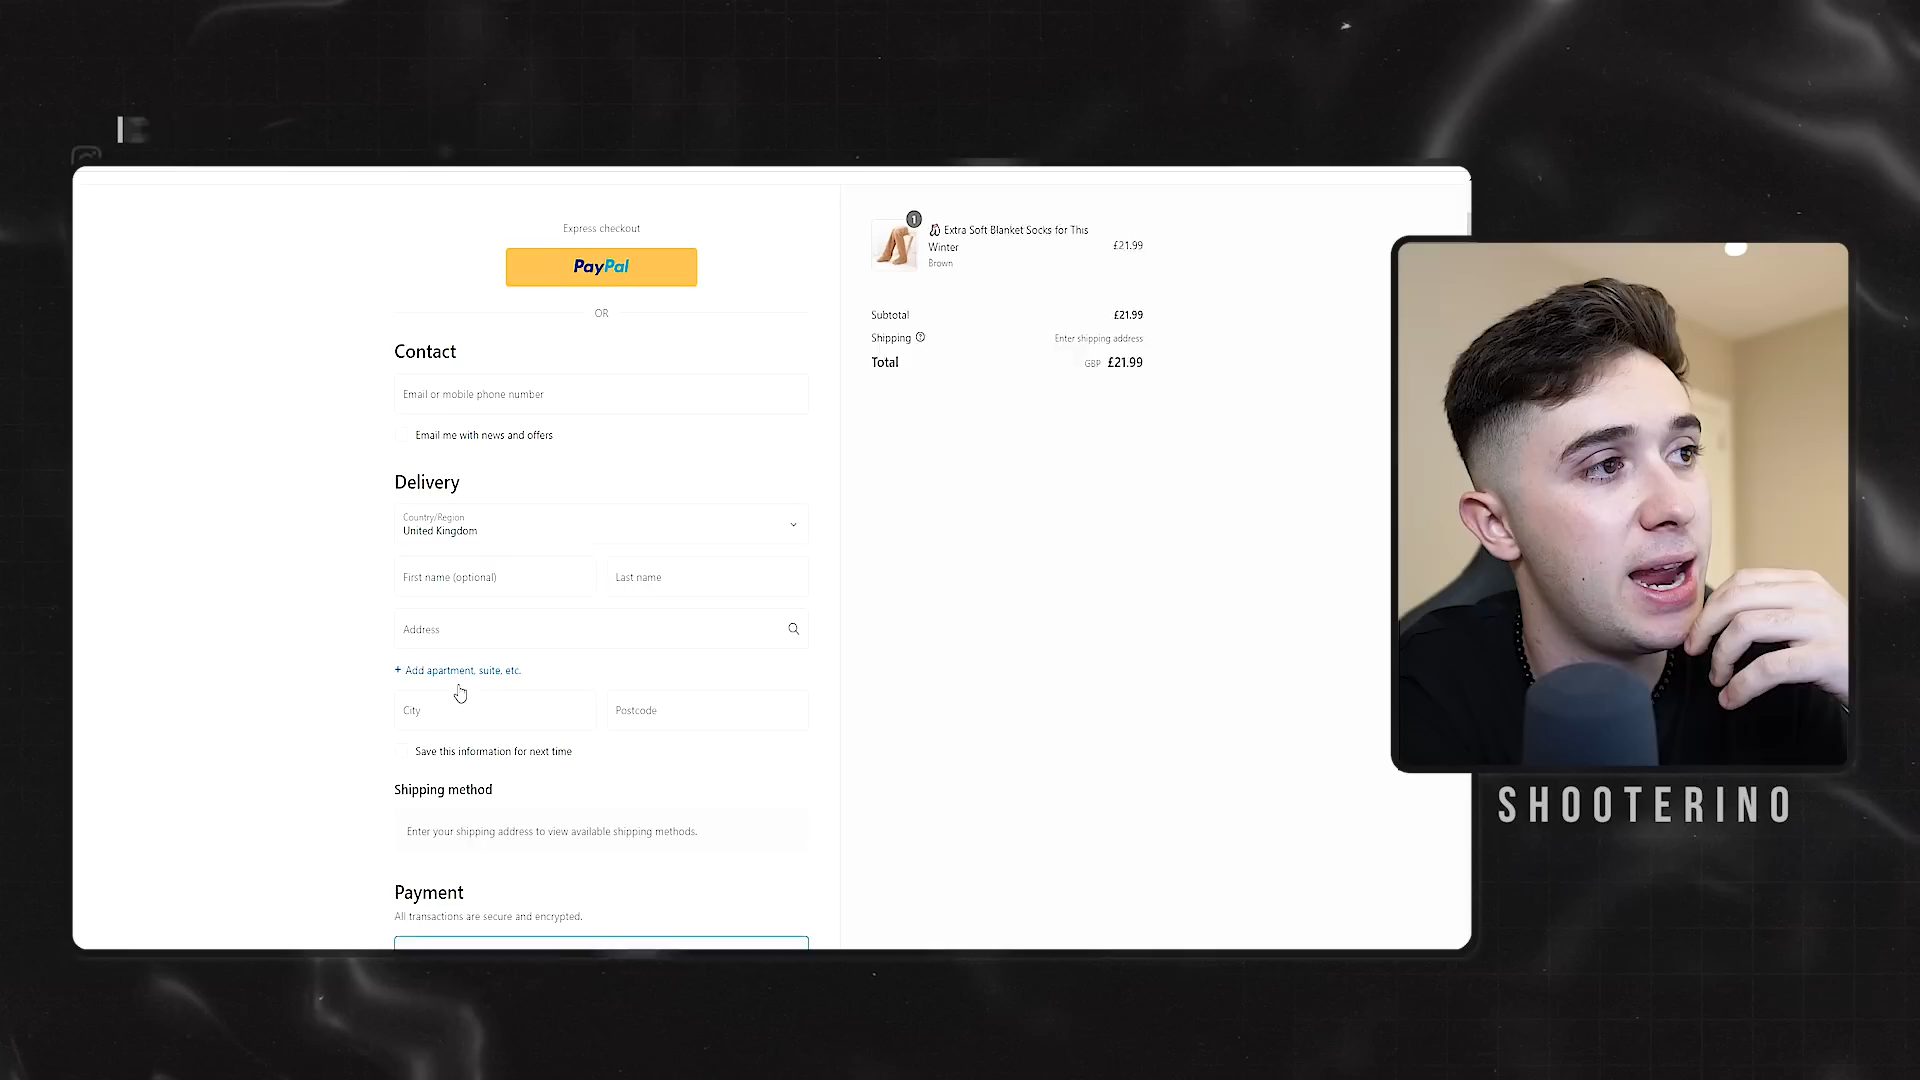 Express checkout
PayPal
OR
Contact
Email or mobile phone number
Email me with news and offers
Delivery
Country/Region
United Kingdom
First name (optional)
Last name
Address
+ Add apartment, suite, etc.
City
Postcode
Save this information for next time
Shipping method
Enter your shipping address to view available shipping methods.
Payment
All transactions are secure and encrypted.
1
🧦 Extra Soft Blanket Socks for This
Winter
£21.99
Brown
Subtotal
£21.99
Shipping
Enter shipping address
Total
GBP £21.99
SHOOTERINO